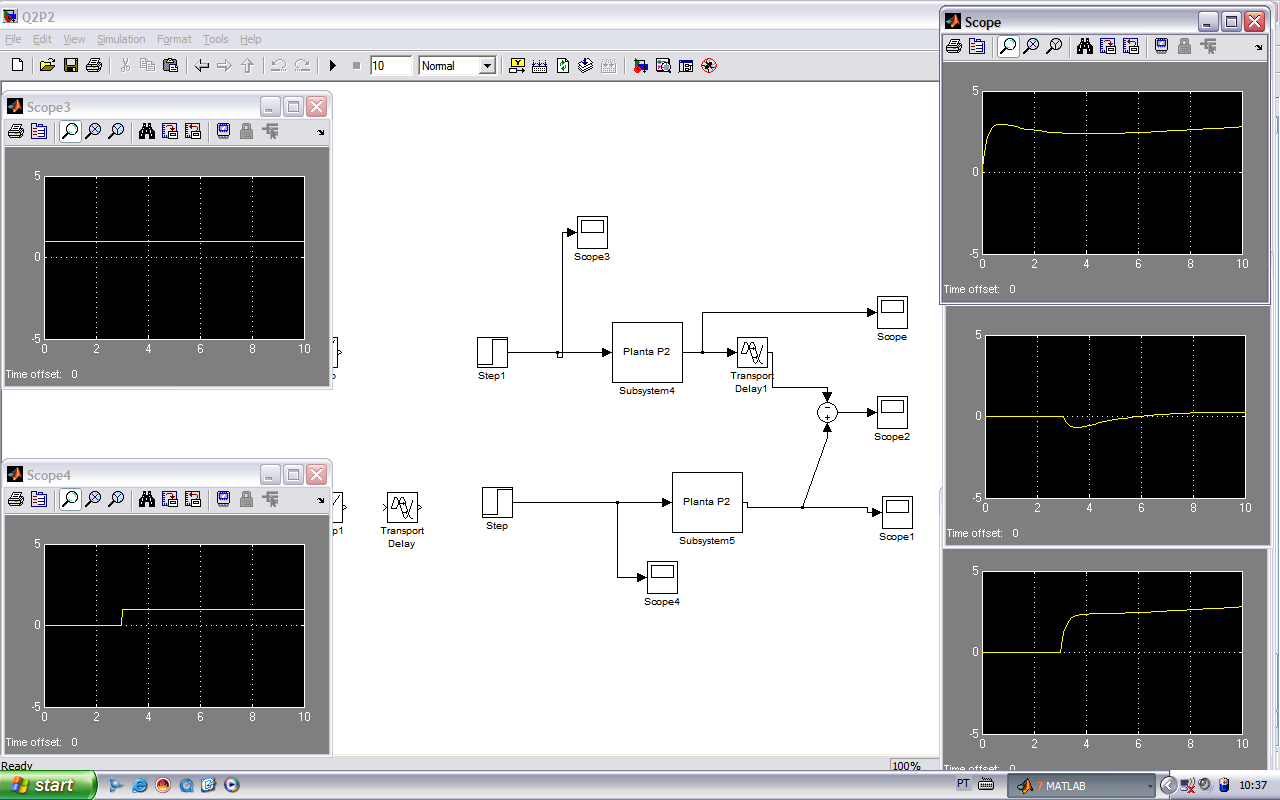 Q2P2
File Edit View Simulation Format Tools Help
10
Normal
Scope3
5
0
-5
0 2 4 6 8 10
Time offset: 0
Scope4
5
0
-5
0 2 4 6 8 10
Time offset: 0
p1
Transport
Delay
Scope3
Step1
Planta P2
Subsystem4
Transport
Delay1
Scope
Scope2
Step
Planta P2
Subsystem5
Scope1
Scope4
Scope
5
0
-5
0 2 4 6 8 10
Time offset: 0
5
0
-5
0 2 4 6 8 10
Time offset: 0
5
0
-5
0 2 4 6 8 10
Time offset: 0
Ready
100%
start
PT
7 MATLAB
10:37